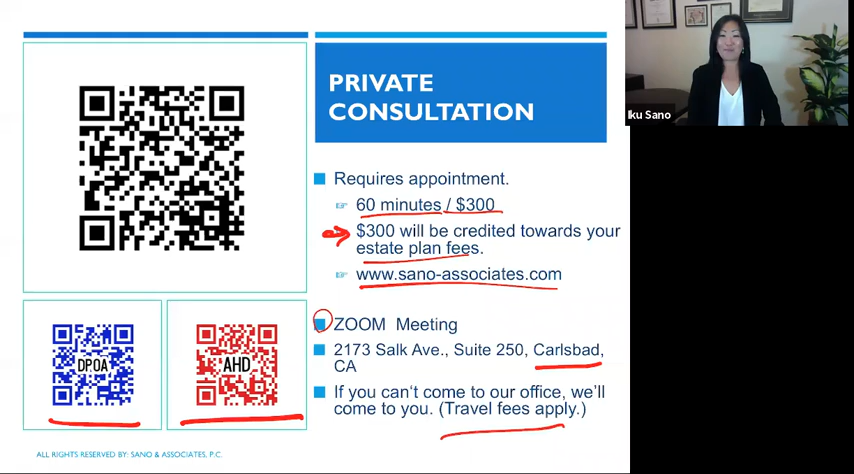 PRIVATE
CONSULTATION
Iku Sano
Requires appointment.
60 minutes / $300
$300 will be credited towards your
estate plan fees.
www.sano-associates.com
ZOOM Meeting
2173 Salk Ave., Suite 250, Carlsbad,
CA
If you can't come to our office, we'll
come to you. (Travel fees apply.)
DPOA
AHD
ALL RIGHTS RESERVED BY: SANO & ASSOCIATES, P.C.